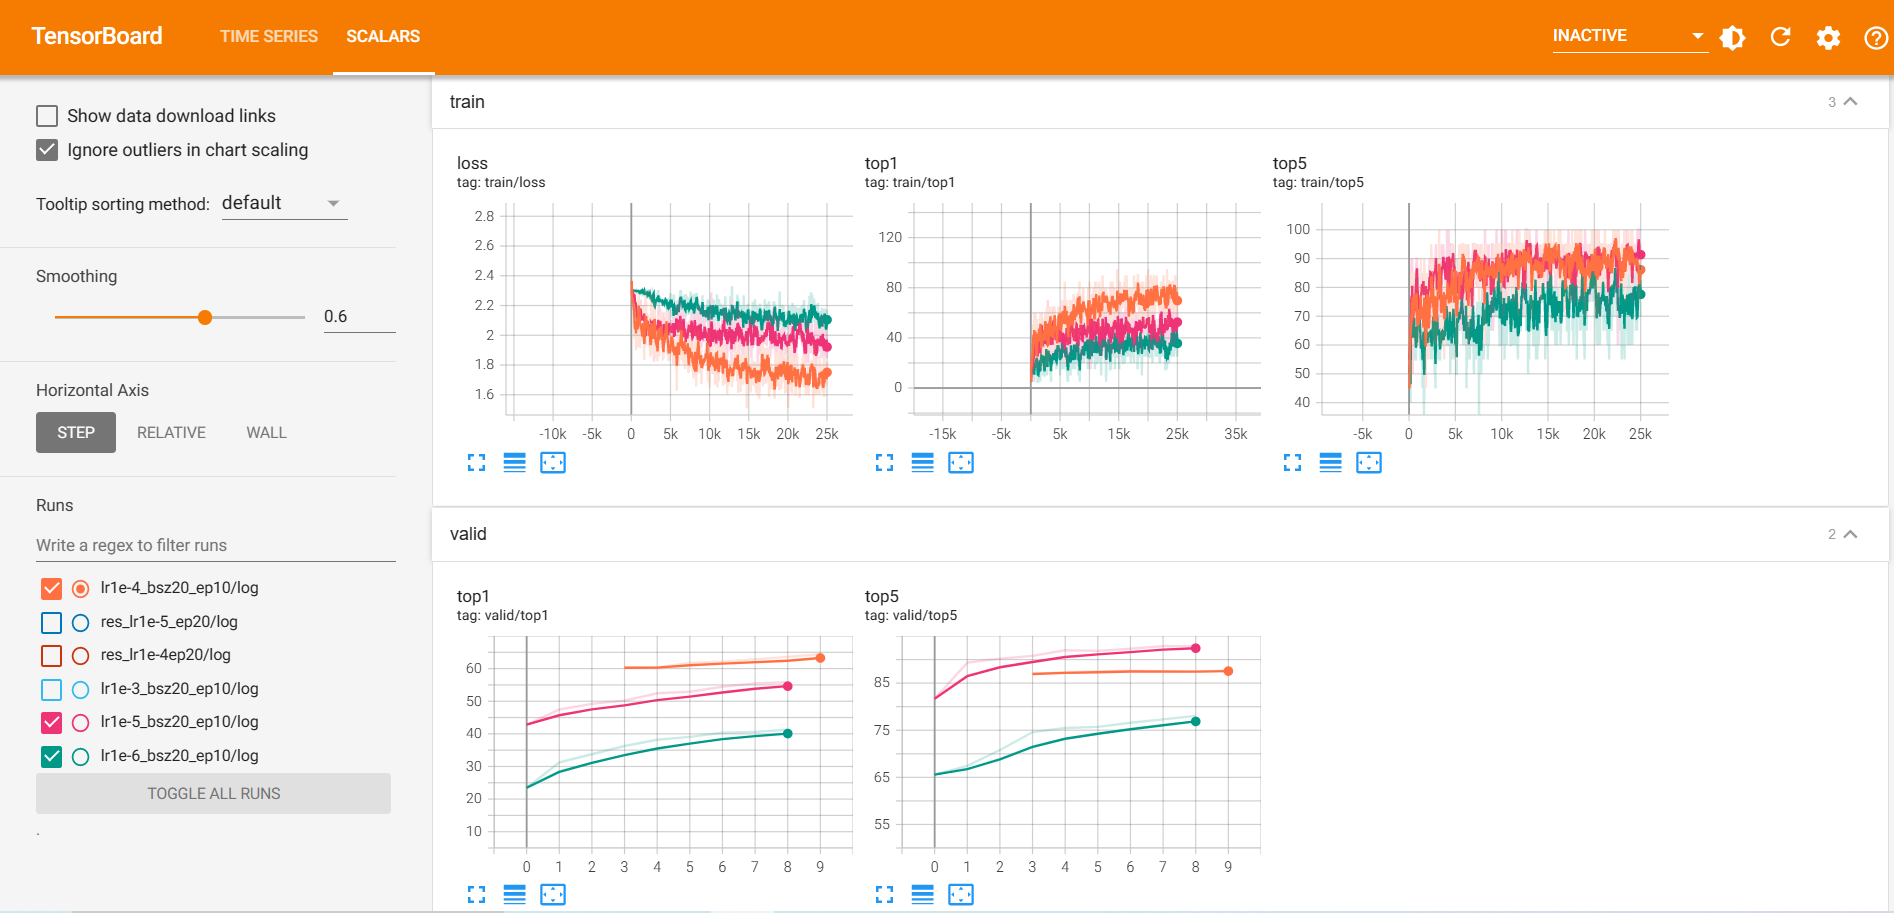 TensorBoard
TIME SERIES
SCALARS
INACTIVE
Show data download links
Ignore outliers in chart scaling
Tooltip sorting method: default
Smoothing
0.6
Horizontal Axis
STEP
RELATIVE
WALL
Runs
Write a regex to filter runs
lr1e-4_bsz20_ep10/log
res_lr1e-5_ep20/log
res_lr1e-4ep20/log
lr1e-3_bsz20_ep10/log
lr1e-5_bsz20_ep10/log
lr1e-6_bsz20_ep10/log
TOGGLE ALL RUNS
.
train
3
loss
tag: train/loss
2.8
2.6
2.4
2.2
2
1.8
1.6
-10k -5k 0 5k 10k 15k 20k 25k
top1
tag: train/top1
120
80
40
0
-15k -5k 5k 15k 25k 35k
top5
tag: train/top5
100
90
80
70
60
50
40
-5k 0 5k 10k 15k 20k 25k
valid
2
top1
tag: valid/top1
60
50
40
30
20
10
0 1 2 3 4 5 6 7 8 9
top5
tag: valid/top5
85
75
65
55
0 1 2 3 4 5 6 7 8 9